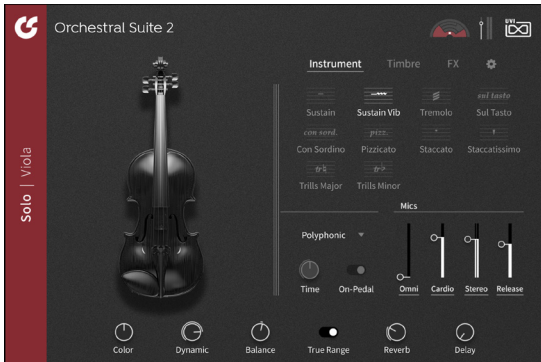 Orchestral Suite 2
UVI
Solo | Viola
Instrument Timbre FX
sul tasto
Sustain Sustain Vib Tremolo Sul Tasto
con sord. pizz.
Con Sordino Pizzicato Staccato Staccatissimo
Trills Major Trills Minor
Mics
Polyphonic
Time On-Pedal Omni Cardio Stereo Release
Color Dynamic Balance True Range Reverb Delay